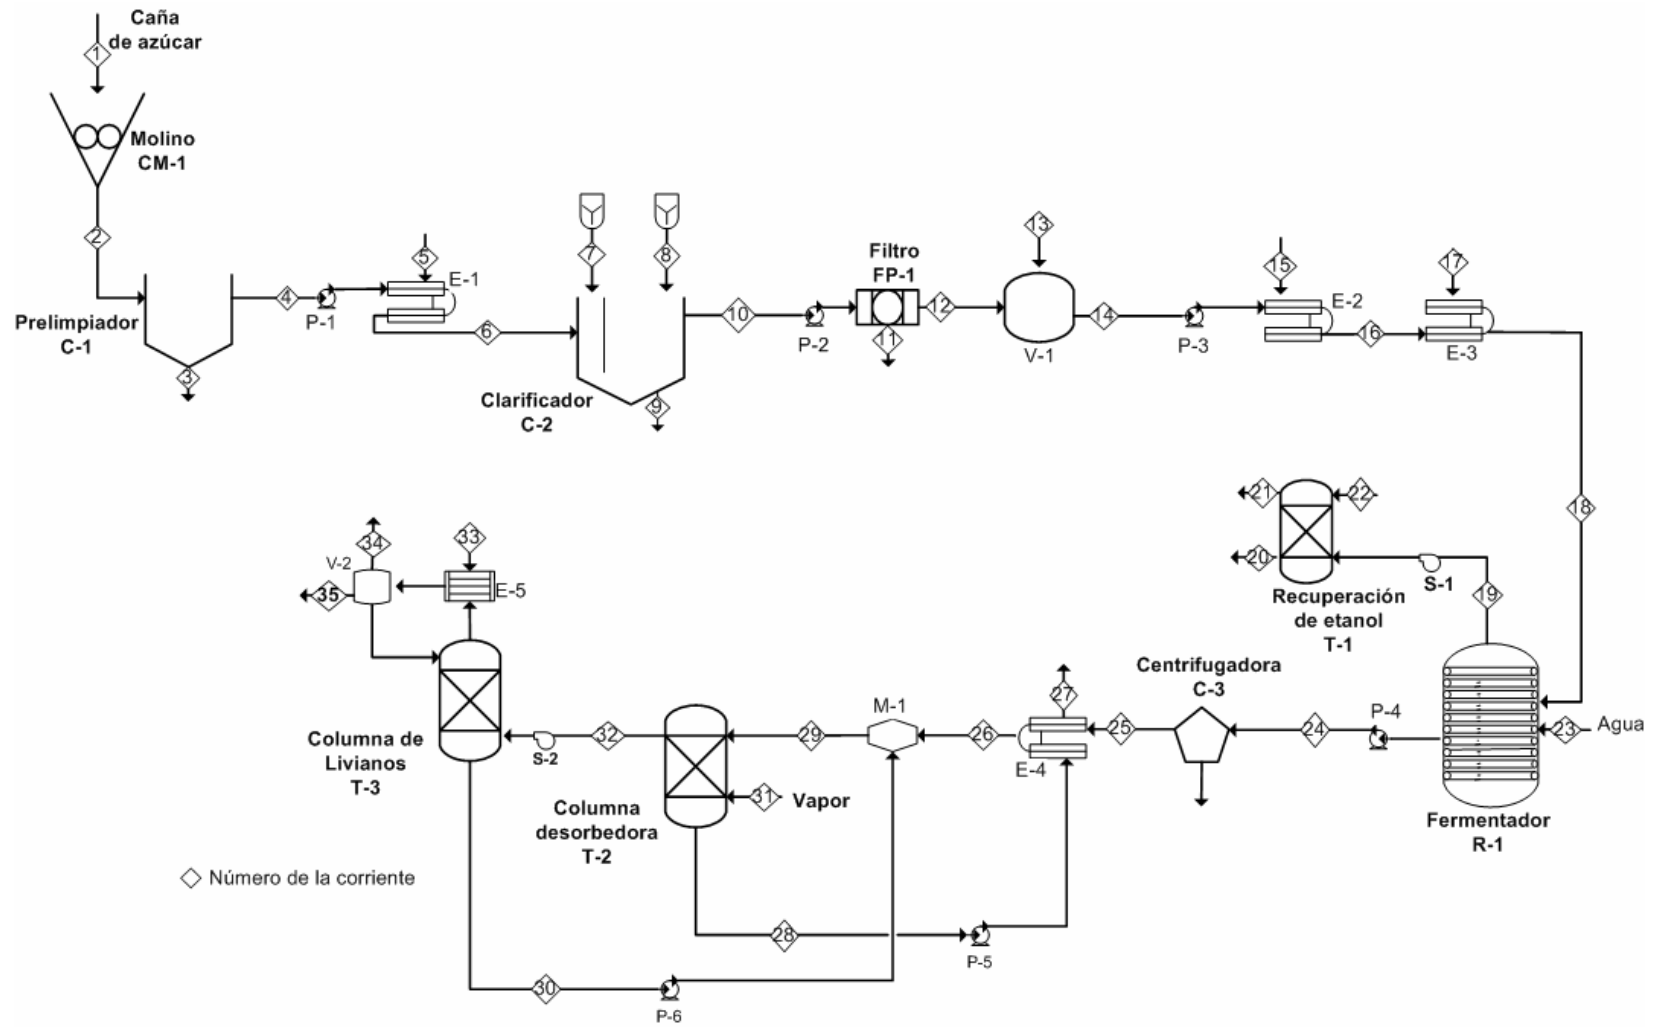 Caña
de azúcar
1
Molino
CM-1
2
Prelimpiador
C-1
3
4
P-1
5
E-1
6
7
8
Clarificador
C-2
9
10
P-2
Filtro
FP-1
11
12
13
V-1
14
P-3
15
E-2
16
17
E-3
18
21
22
20
S-1
19
Recuperación
de etanol
T-1
33
34
V-2
35
E-5
Columna de
Livianos
T-3
S-2
32
Columna
desorbedora
T-2
31
Vapor
29
M-1
26
27
E-4
25
Centrifugadora
C-3
24
P-4
23
Agua
Fermentador
R-1
28
P-5
30
P-6
Número de la corriente